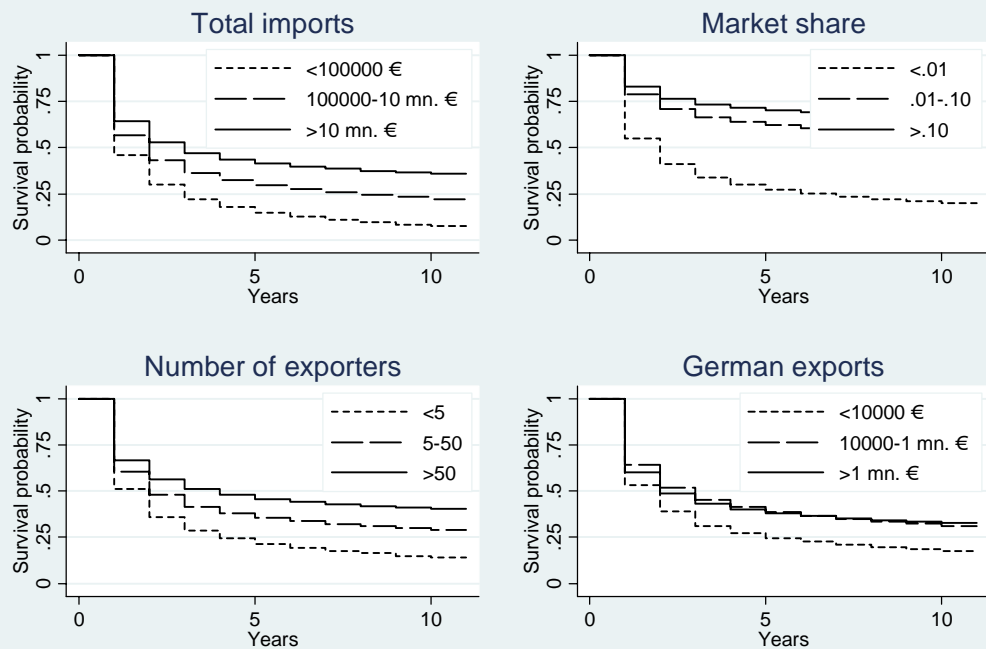 Total imports
Survival probability
1
.75
.5
.25
0
<100000 €
100000-10 mn. €
>10 mn. €
0 5 10
Years
Market share
Survival probability
1
.75
.5
.25
0
<.01
.01-.10
>.10
0 5 10
Years
Number of exporters
Survival probability
1
.75
.5
.25
0
<5
5-50
>50
0 5 10
Years
German exports
Survival probability
1
.75
.5
.25
0
<10000 €
10000-1 mn. €
>1 mn. €
0 5 10
Years